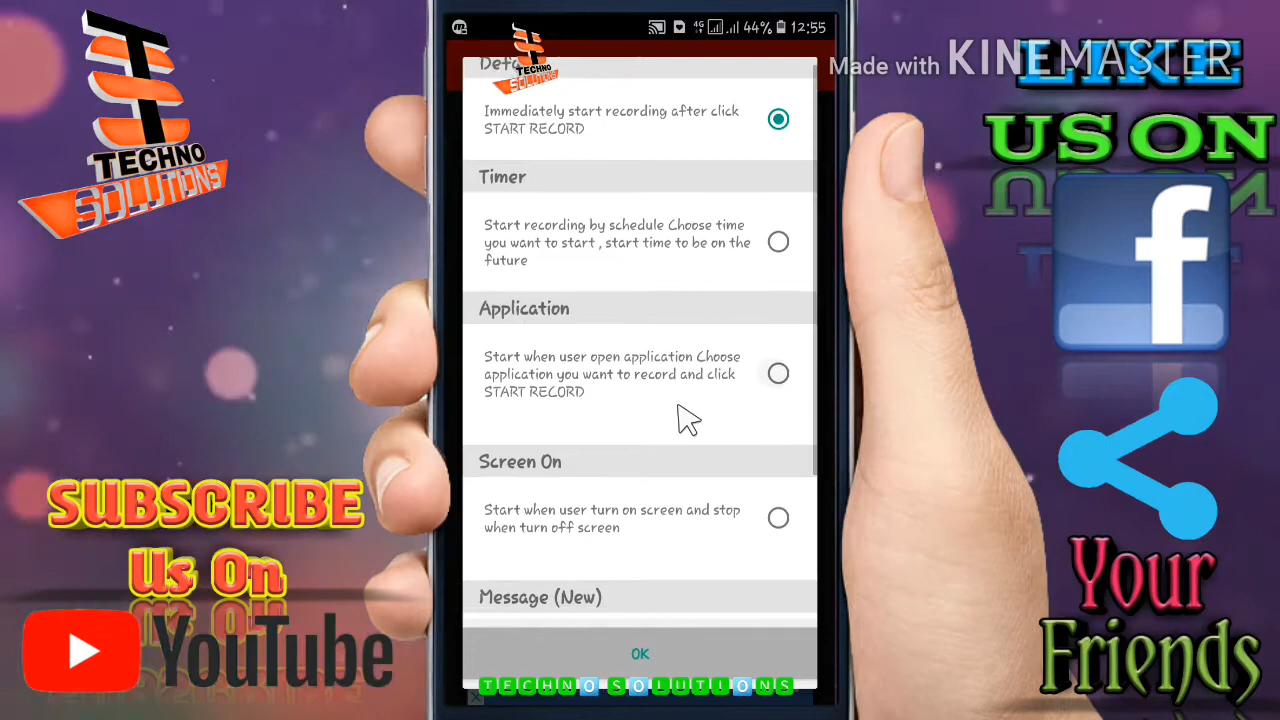 TECHNO
SOLUTIONS
SUBSCRIBE
Us On
YouTube
4G 44% 12:55
TECHNO
Immediately start recording after click
START RECORD
Timer
Start recording by schedule Choose time
you want to start , start time to be on the
future
Application
Start when user open application Choose
application you want to record and click
START RECORD
Screen On
Start when user turn on screen and stop
when turn off screen
Message (New)
OK
TECHNO SOLUTIONS
Made with KINEMASTER
LIKE
US ON
f
Your
Friends